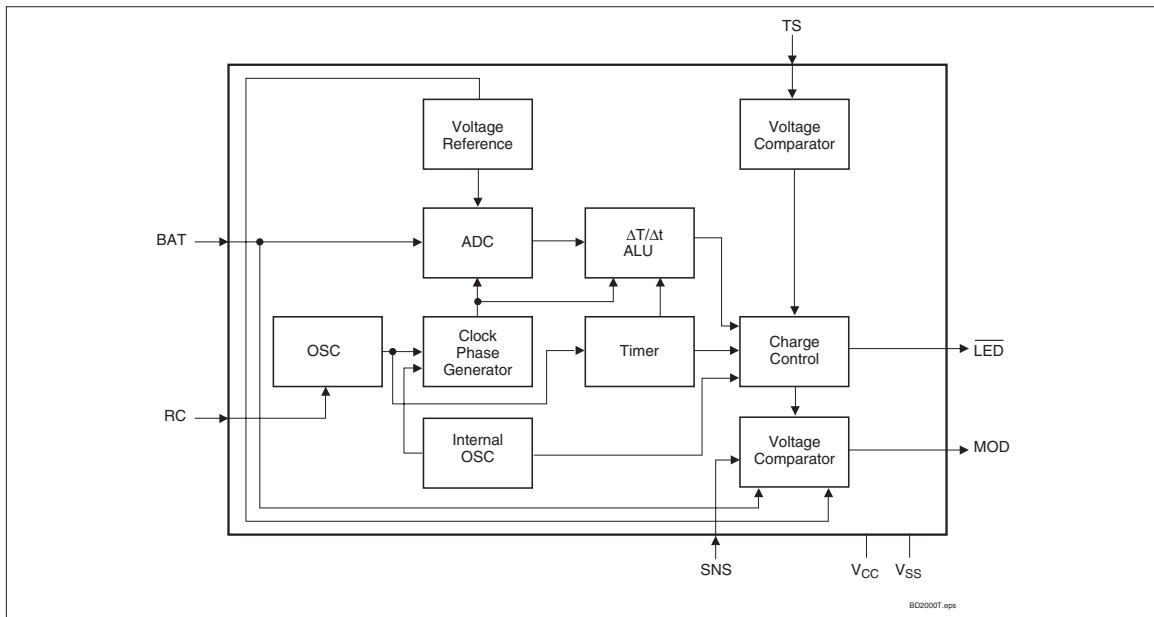 TS
Voltage
Reference
Voltage
Comparator
BAT
ADC
ΔT/Δt
ALU
OSC
Clock
Phase
Generator
Timer
Charge
Control
L̅E̅D̅
RC
Internal
OSC
Voltage
Comparator
MOD
SNS
VCC
VSS
BD2000T.eps